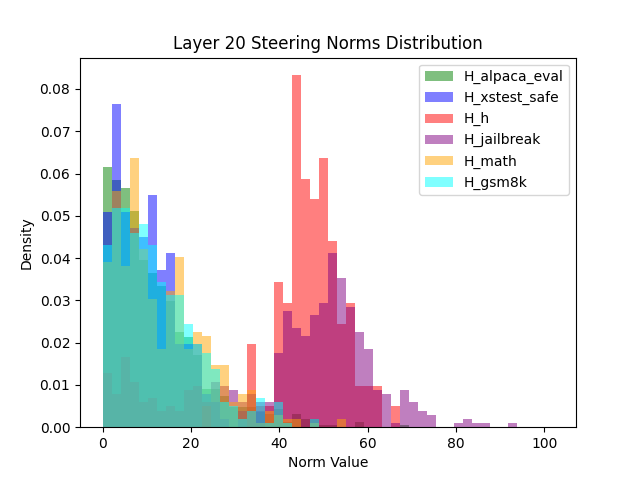 Layer 20 Steering Norms Distribution
H_alpaca_eval
H_xstest_safe
H_h
H_jailbreak
H_math
H_gsm8k
Density
0.08
0.07
0.06
0.05
0.04
0.03
0.02
0.01
0.00
0 20 40 60 80 100
Norm Value